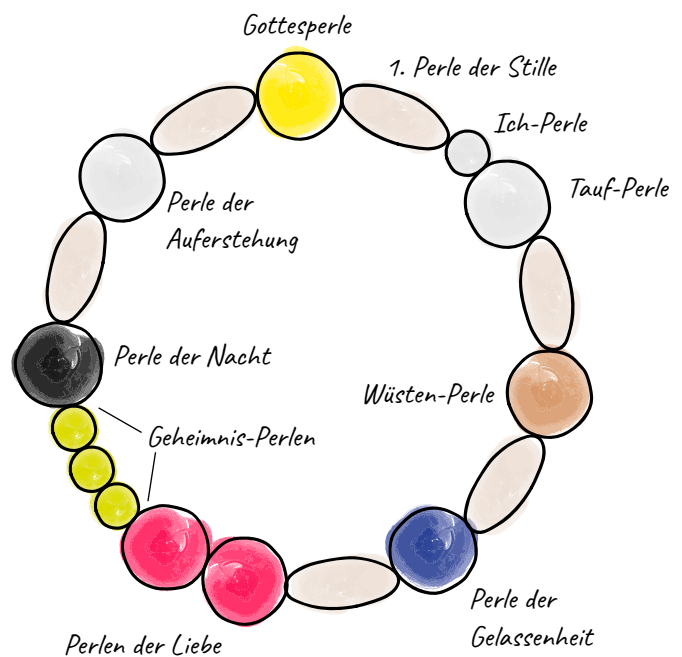 Gottesperle
1. Perle der Stille
Ich-Perle
Tauf-Perle
Perle der
Auferstehung
Perle der Nacht
Wüsten-Perle
Geheimnis-Perlen
Perle der
Gelassenheit
Perlen der Liebe